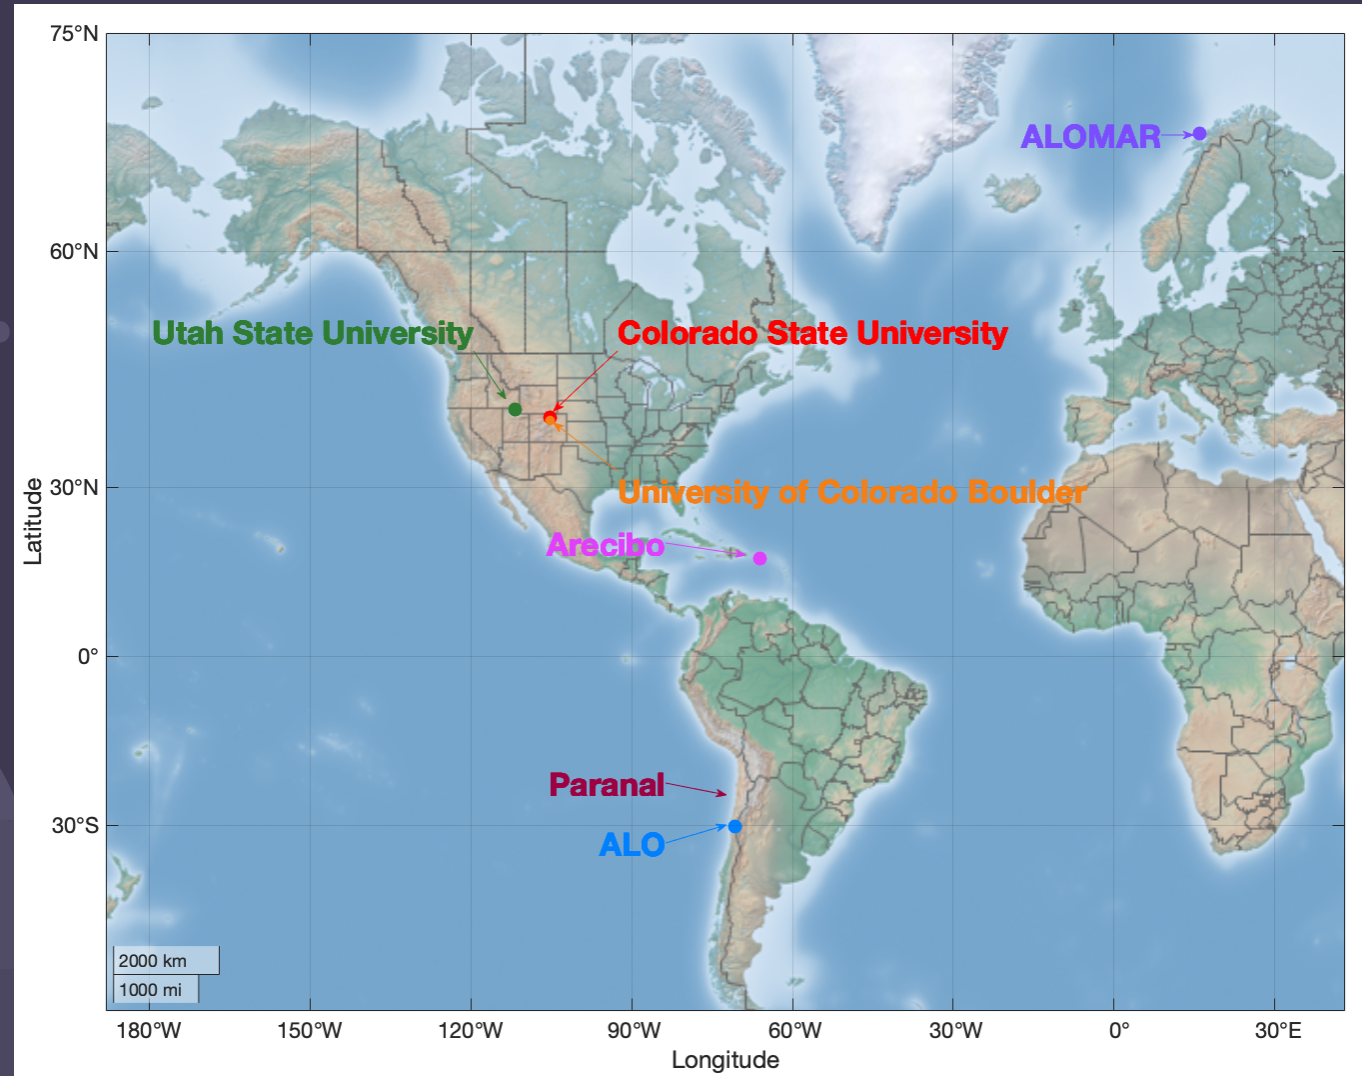 75°N
ALOMAR
60°N
Utah State University
Colorado State University
30°N
University of Colorado Boulder
Latitude
Arecibo
0°
Paranal
30°S
ALO
2000 km
1000 mi
180°W 150°W 120°W 90°W 60°W 30°W 0° 30°E
Longitude